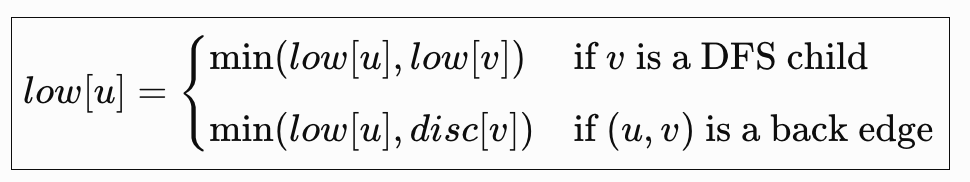 min(low[u], low[v]) if v is a DFS child
low[u] = {
min(low[u], disc[v]) if (u, v) is a back edge